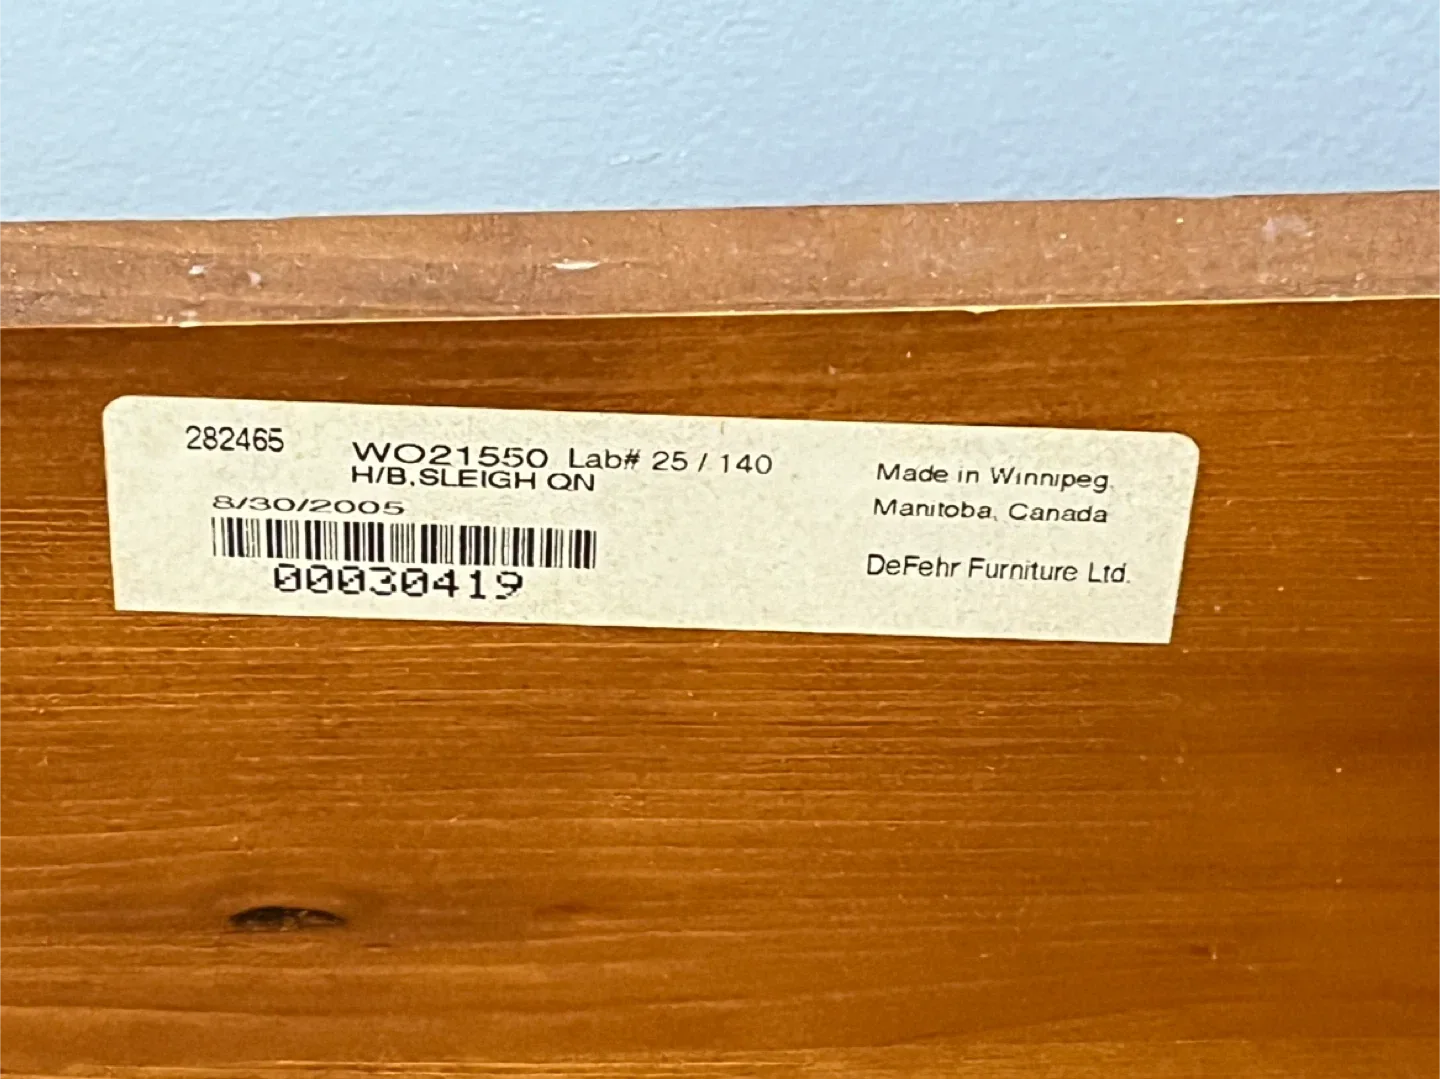 282465
WO21550 Lab# 25 / 140
H/B,SLEIGH QN
8/30/2005
00030419
Made in Winnipeg,
Manitoba, Canada
DeFehr Furniture Ltd.